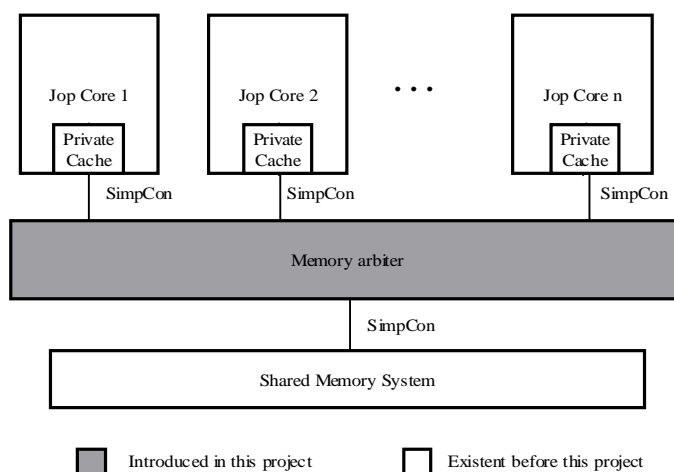 Jop Core 1
Jop Core 2
. . .
Jop Core n
Private
Cache
Private
Cache
Private
Cache
SimpCon
SimpCon
SimpCon
Memory arbiter
SimpCon
Shared Memory System
Introduced in this project
Existent before this project